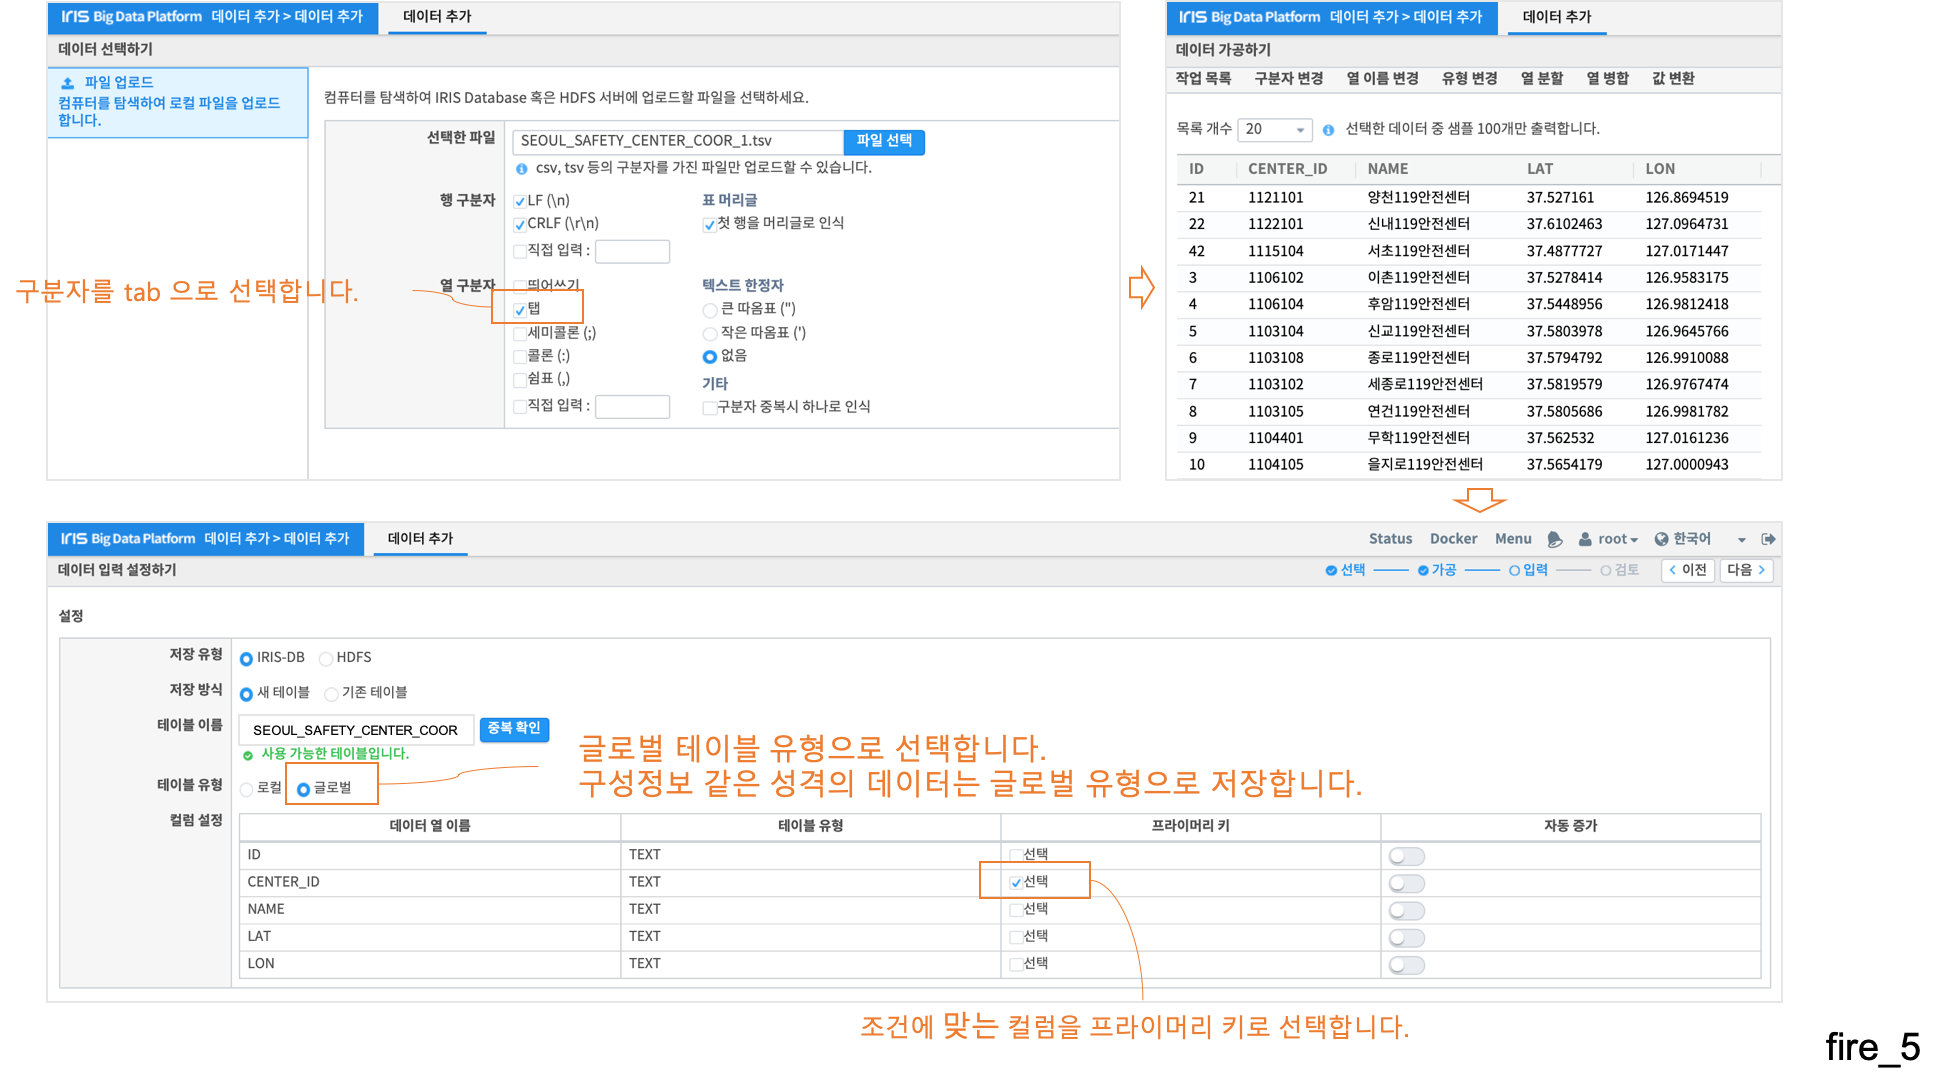 IRIS Big Data Platform 데이터 추가 > 데이터 추가 데이터 추가
데이터 선택하기
파일 업로드
컴퓨터를 탐색하여 로컬 파일을 업로드
합니다.
컴퓨터를 탐색하여 IRIS Database 혹은 HDFS 서버에 업로드할 파일을 선택하세요.
선택한 파일 SEOUL_SAFETY_CENTER_COOR_1.tsv 파일 선택
csv, tsv 등의 구분자를 가진 파일만 업로드할 수 있습니다.
행 구분자 LF (\n) 표 머리글
CRLF (\r\n) 첫 행을 머리글로 인식
직접 입력 :
열 구분자 띄어쓰기 텍스트 한정자
탭 큰 따옴표 (")
세미콜론 (;) 작은 따옴표 (')
콜론 (:) 없음
쉼표 (,) 기타
직접 입력 : 구분자 중복시 하나로 인식
구분자를 tab 으로 선택합니다.
IRIS Big Data Platform 데이터 추가 > 데이터 추가 데이터 추가
데이터 가공하기
작업 목록 구분자 변경 열 이름 변경 유형 변경 열 분할 열 병합 값 변환
목록 개수 20 선택한 데이터 중 샘플 100개만 출력합니다.
ID CENTER_ID NAME LAT LON
21 1121101 양천119안전센터 37.527161 126.8694519
22 1122101 신내119안전센터 37.6102463 127.0964731
42 1115104 서초119안전센터 37.4877727 127.0171447
3 1106102 이촌119안전센터 37.5278414 126.9583175
4 1106104 후암119안전센터 37.5448956 126.9812418
5 1103104 신교119안전센터 37.5803978 126.9645766
6 1103108 종로119안전센터 37.5794792 126.9910088
7 1103102 세종로119안전센터 37.5819579 126.9767474
8 1103105 연건119안전센터 37.5805686 126.9981782
9 1104401 무학119안전센터 37.562532 127.0161236
10 1104105 을지로119안전센터 37.5654179 127.0000943
IRIS Big Data Platform 데이터 추가 > 데이터 추가 데이터 추가 Status Docker Menu root 한국어
데이터 입력 설정하기 선택 가공 입력 검토 < 이전 다음 >
설정
저장 유형 IRIS-DB HDFS
저장 방식 새 테이블 기존 테이블
테이블 이름 SEOUL_SAFETY_CENTER_COOR 중복 확인
사용 가능한 테이블입니다.
글로벌 테이블 유형으로 선택합니다.
구성정보 같은 성격의 데이터는 글로벌 유형으로 저장합니다.
테이블 유형 로컬 글로벌
컬럼 설정 데이터 열 이름 테이블 유형 프라이머리 키 자동 증가
ID TEXT 선택
CENTER_ID TEXT 선택
NAME TEXT 선택
LAT TEXT 선택
LON TEXT 선택
조건에 맞는 컬럼을 프라이머리 키로 선택합니다.
fire_5